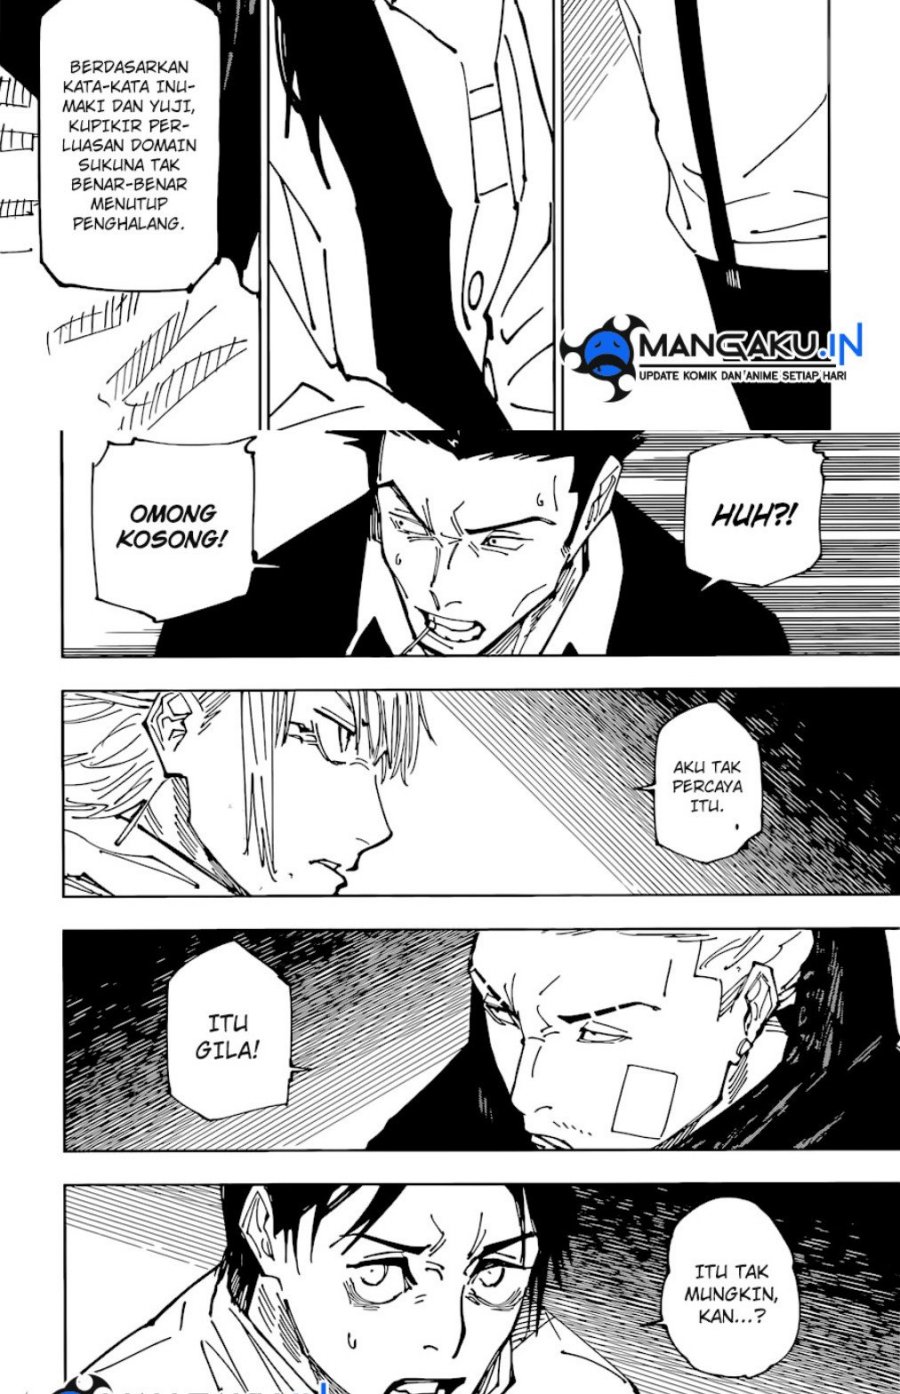 BERDASARKAN
KATA-KATA INU-
MAKI DAN YUJI,
KUPIKIR PER-
LUASAN DOMAIN
SUKUNA TAK
BENAR-BENAR
MENUTUP
PENGHALANG.
MANGAKU.IN
UPDATE KOMIK DAN ANIME SETIAP HARI
HUH?!
OMONG
KOSONG!
AKU TAK
PERCAYA
ITU.
ITU
GILA!
ITU TAK
MUNGKIN,
KAN...?